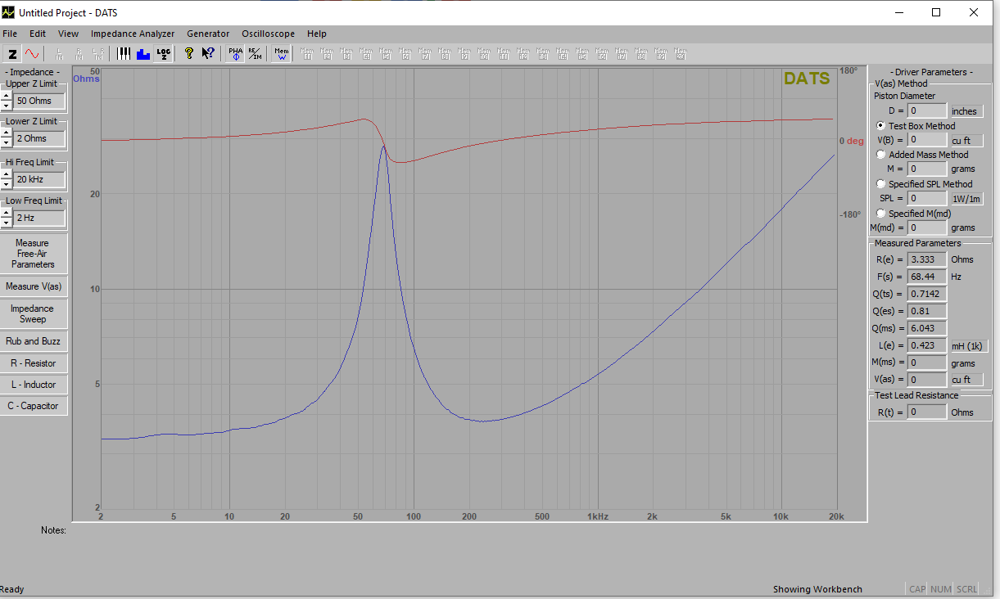 Untitled Project - DATS
File Edit View Impedance Analyzer Generator Oscilloscope Help
Z LOG Z ? ? PHA Φ RE/IM Mem W
- Impedance -
Upper Z Limit
50 Ohms
Lower Z Limit
2 Ohms
Hi Freq Limit
20 kHz
Low Freq Limit
2 Hz
Measure
Free-Air
Parameters
Measure V(as)
Impedance
Sweep
Rub and Buzz
R - Resistor
L - Inductor
C - Capacitor
50
Ohms
20
10
5
2
DATS
180°
0 deg
-180°
2 5 10 20 50 100 200 500 1kHz 2k 5k 10k 20K
- Driver Parameters -
V(as) Method
Piston Diameter
D = 0 inches
Test Box Method
V(B) = 0 cu ft
Added Mass Method
M = 0 grams
Specified SPL Method
SPL = 0 1W/1m
Specified M(md)
M(md) = 0 grams
Measured Parameters
R(e) = 3.333 Ohms
F(s) = 68.44 Hz
Q(ts) = 0.7142
Q(es) = 0.81
Q(ms) = 6.043
L(e) = 0.423 mH (1k)
M(ms) = 0 grams
V(as) = 0 cu ft
Test Lead Resistance
R(t) = 0 Ohms
Notes:
Ready
Showing Workbench
CAP NUM SCRL